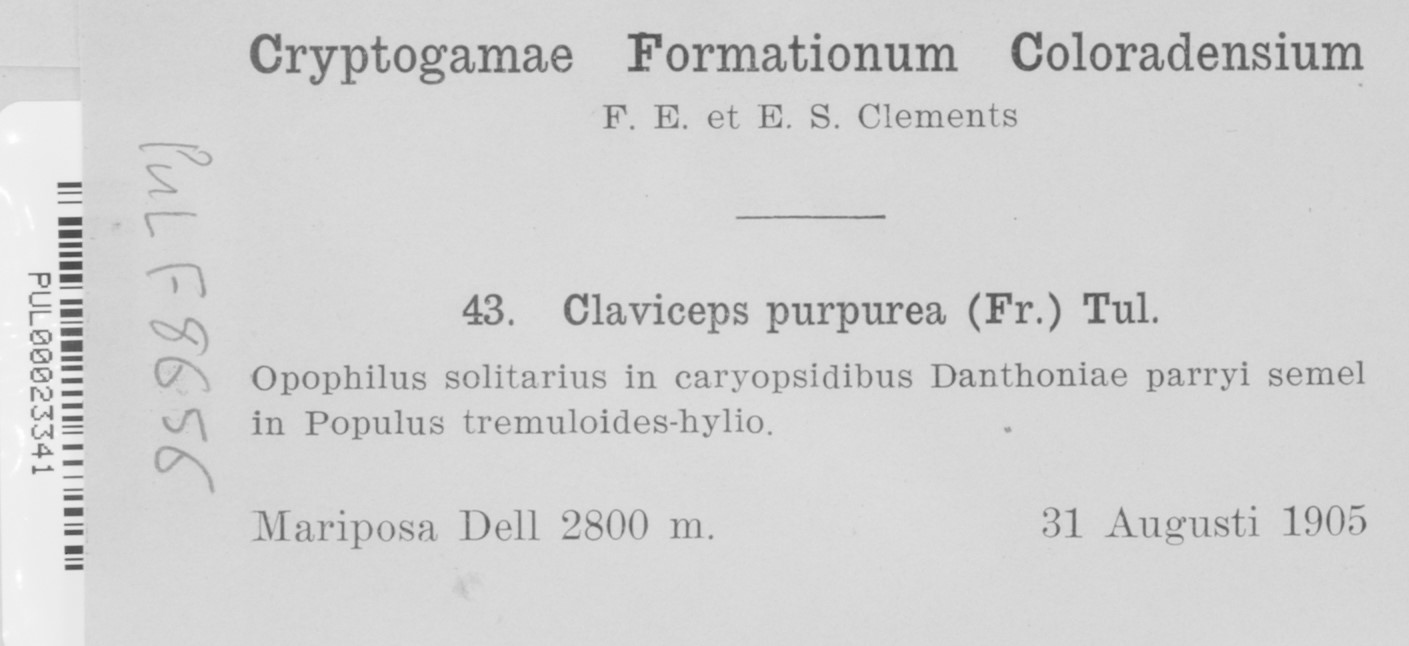 Cryptogamae Formationum Coloradensium
F. E. et E. S. Clements
43. Claviceps purpurea (Fr.) Tul.
Opophilus solitarius in caryopsidibus Danthoniae parryi semel
in Populus tremuloides-hylio.
Mariposa Dell 2800 m. 31 Augusti 1905
PUL F8656
PUL00023341